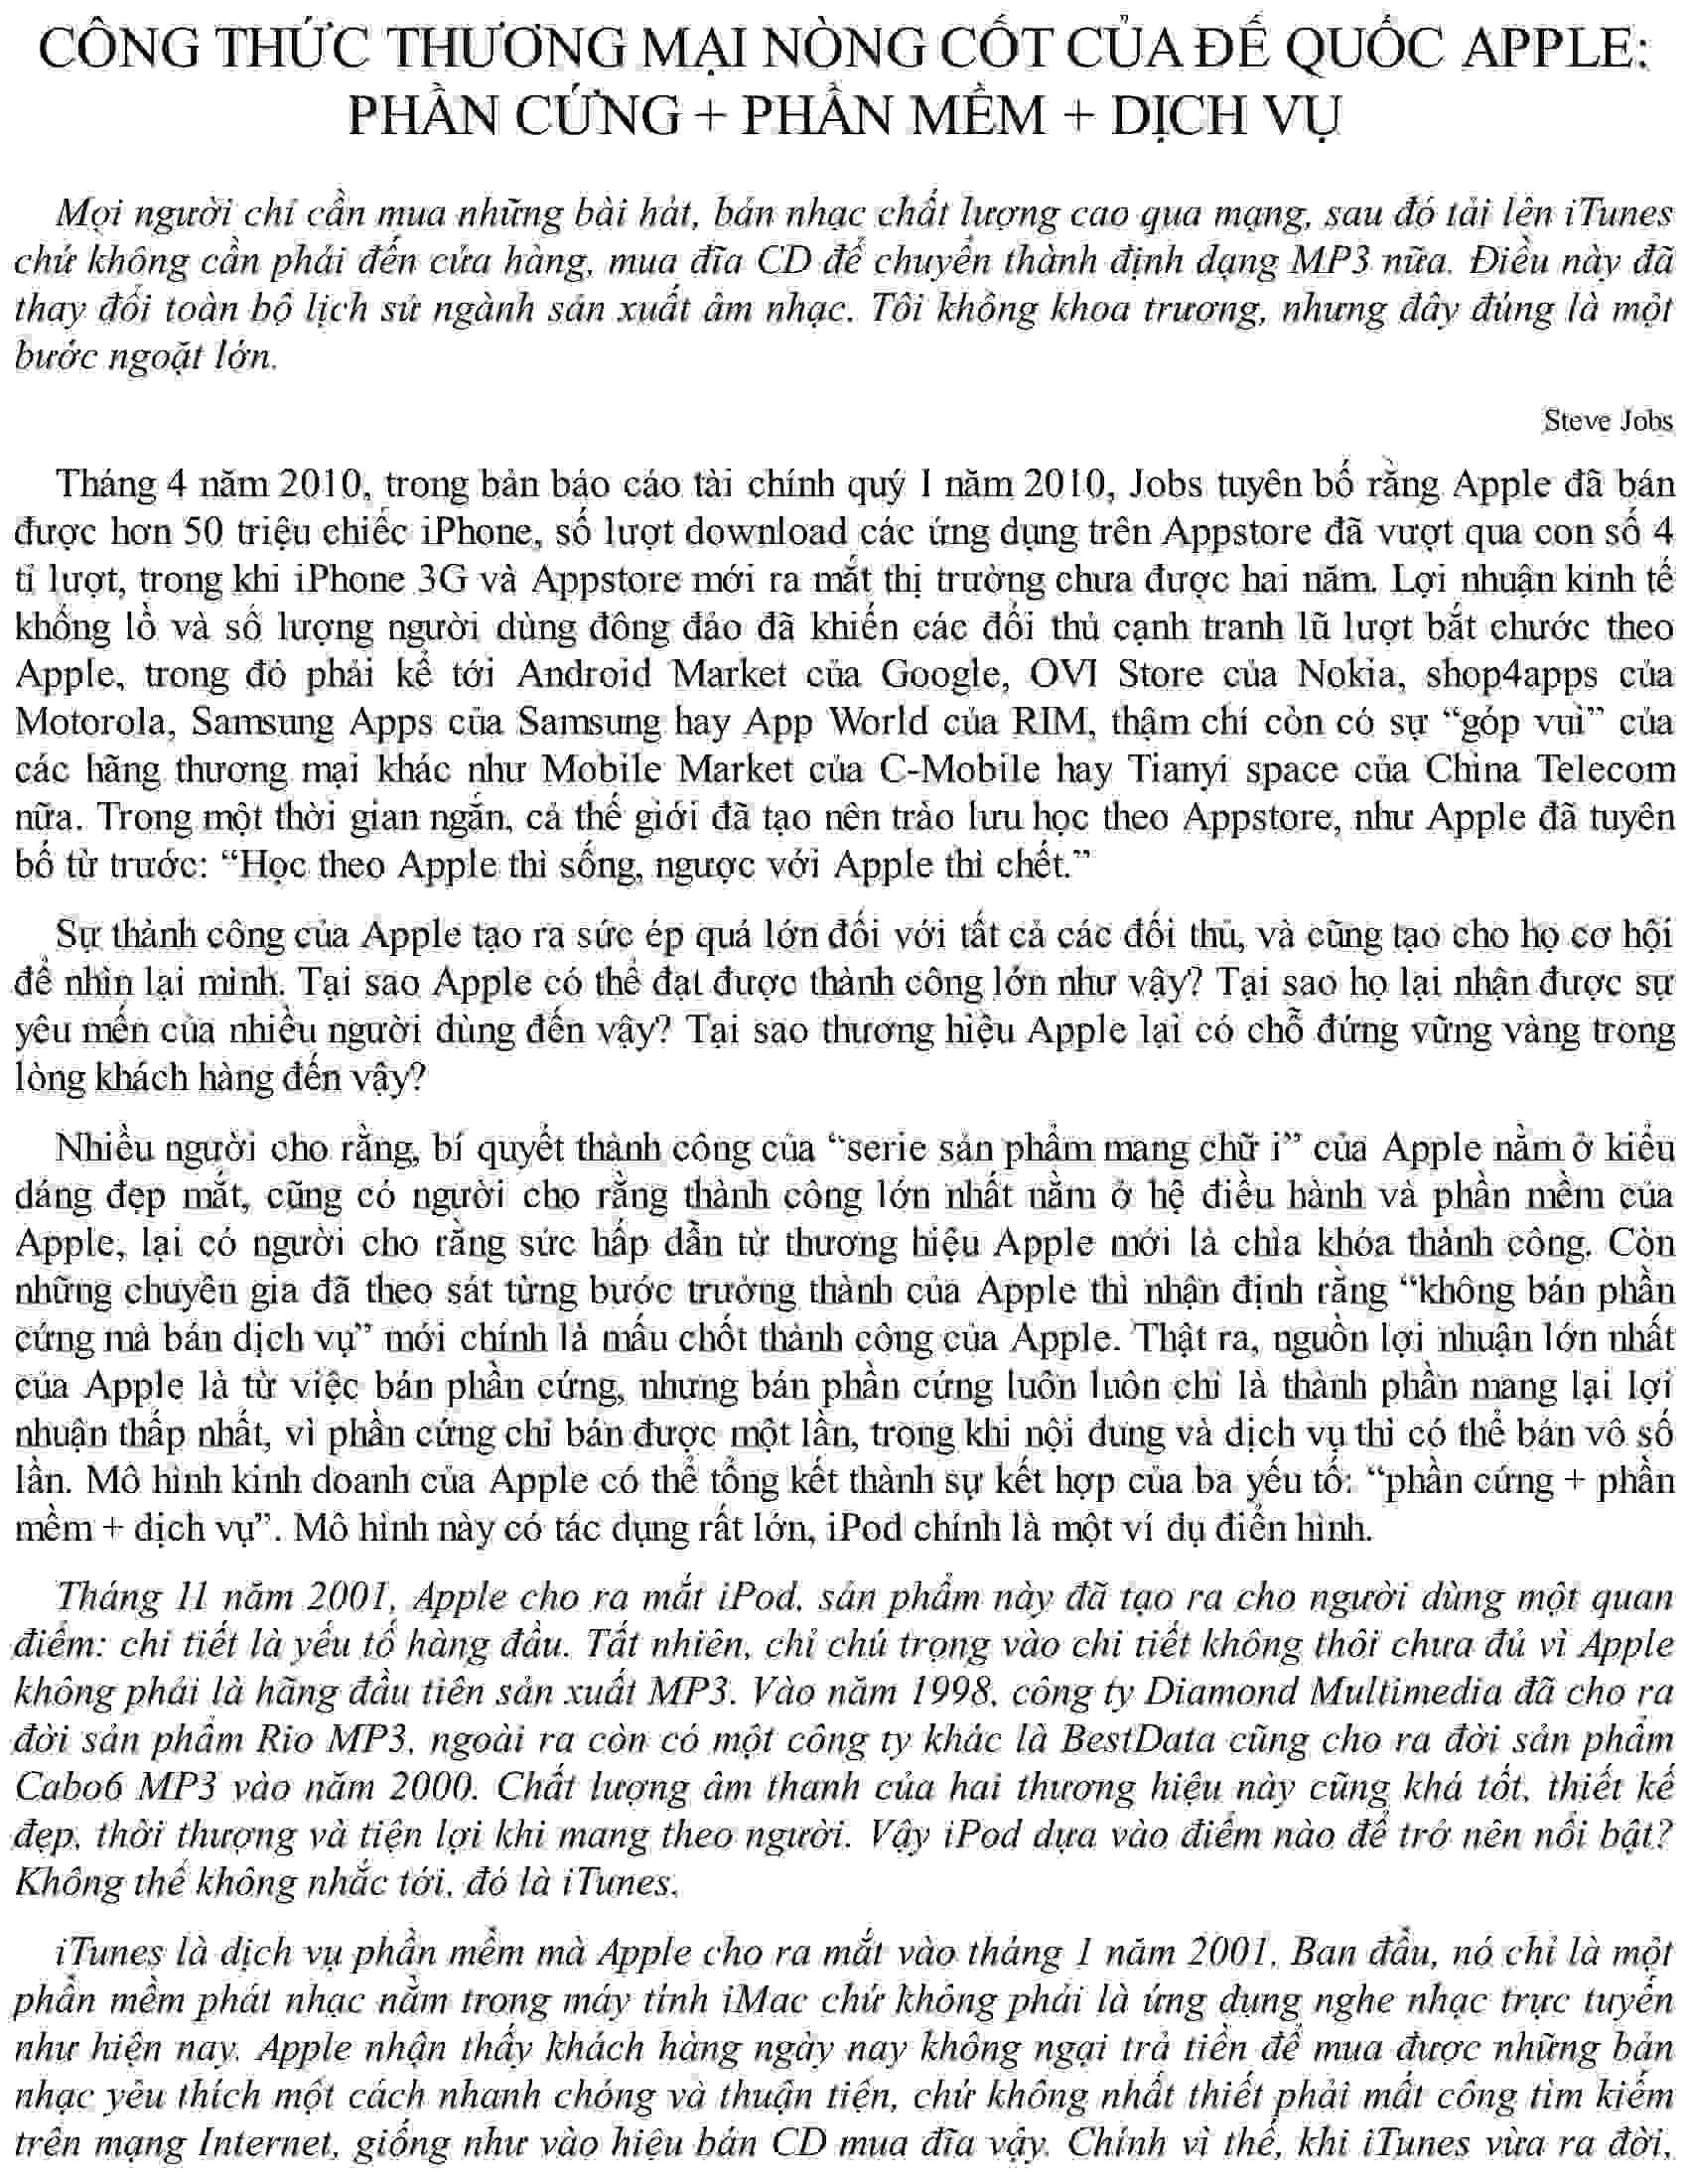 CÔNG THỨC THƯƠNG MẠI NÒNG CỐT CỦA ĐẾ QUỐC APPLE:
PHẦN CỨNG + PHẦN MỀM + DỊCH VỤ
Mọi người chỉ cần mua những bài hát, bản nhạc chất lượng cao qua mạng, sau đó tải lên iTunes
chứ không cần phải đến cửa hàng, mua đĩa CD để chuyển thành định dạng MP3 nữa. Điều này đã
thay đổi toàn bộ lịch sử ngành sản xuất âm nhạc. Tôi không khoa trương, nhưng đây đúng là một
bước ngoặt lớn.
Steve Jobs
Tháng 4 năm 2010, trong bản báo cáo tài chính quý I năm 2010, Jobs tuyên bố rằng Apple đã bán
được hơn 50 triệu chiếc iPhone, số lượt download các ứng dụng trên Appstore đã vượt qua con số 4
tỉ lượt, trong khi iPhone 3G và Appstore mới ra mắt thị trường chưa được hai năm. Lợi nhuận kinh tế
khổng lồ và số lượng người dùng đông đảo đã khiến các đối thủ cạnh tranh lũ lượt bắt chước theo
Apple, trong đó phải kể tới Android Market của Google, OVI Store của Nokia, shop4apps của
Motorola, Samsung Apps của Samsung hay App World của RIM, thậm chí còn có sự “góp vui” của
các hãng thương mại khác như Mobile Market của C-Mobile hay Tianyi space của China Telecom
nữa. Trong một thời gian ngắn, cả thế giới đã tạo nên trào lưu học theo Appstore, như Apple đã tuyên
bố từ trước: “Học theo Apple thì sống, ngược với Apple thì chết.”
Sự thành công của Apple tạo ra sức ép quá lớn đối với tất cả các đối thủ, và cũng tạo cho họ cơ hội
để nhìn lại mình. Tại sao Apple có thể đạt được thành công lớn như vậy? Tại sao họ lại nhận được sự
yêu mến của nhiều người dùng đến vậy? Tại sao thương hiệu Apple lại có chỗ đứng vững vàng trong
lòng khách hàng đến vậy?
Nhiều người cho rằng, bí quyết thành công của “serie sản phẩm mang chữ i” của Apple nằm ở kiểu
dáng đẹp mắt, cũng có người cho rằng thành công lớn nhất nằm ở hệ điều hành và phần mềm của
Apple, lại có người cho rằng sức hấp dẫn từ thương hiệu Apple mới là chìa khóa thành công. Còn
những chuyên gia đã theo sát từng bước trưởng thành của Apple thì nhận định rằng “không bán phần
cứng mà bán dịch vụ” mới chính là mấu chốt thành công của Apple. Thật ra, nguồn lợi nhuận lớn nhất
của Apple là từ việc bán phần cứng, nhưng bán phần cứng luôn luôn chỉ là thành phần mang lại lợi
nhuận thấp nhất, vì phần cứng chỉ bán được một lần, trong khi nội dung và dịch vụ thì có thể bán vô số
lần. Mô hình kinh doanh của Apple có thể tổng kết thành sự kết hợp của ba yếu tố: “phần cứng + phần
mềm + dịch vụ”. Mô hình này có tác dụng rất lớn, iPod chính là một ví dụ điển hình.
Tháng 11 năm 2001, Apple cho ra mắt iPod, sản phẩm này đã tạo ra cho người dùng một quan
điểm: chi tiết là yếu tố hàng đầu. Tất nhiên, chỉ chú trọng vào chi tiết không thôi chưa đủ vì Apple
không phải là hãng đầu tiên sản xuất MP3. Vào năm 1998, công ty Diamond Multimedia đã cho ra
đời sản phẩm Rio MP3, ngoài ra còn có một công ty khác là BestData cũng cho ra đời sản phẩm
Cabo6 MP3 vào năm 2000. Chất lượng âm thanh của hai thương hiệu này cũng khá tốt, thiết kế
đẹp, thời thượng và tiện lợi khi mang theo người. Vậy iPod dựa vào điểm nào để trở nên nổi bật?
Không thể không nhắc tới, đó là iTunes.
iTunes là dịch vụ phần mềm mà Apple cho ra mắt vào tháng 1 năm 2001. Ban đầu, nó chỉ là một
phần mềm phát nhạc nằm trong máy tính iMac chứ không phải là ứng dụng nghe nhạc trực tuyến
như hiện nay. Apple nhận thấy khách hàng ngày nay không ngại trả tiền để mua được những bản
nhạc yêu thích một cách nhanh chóng và thuận tiện, chứ không nhất thiết phải mất công tìm kiếm
trên mạng Internet, giống như vào hiệu bán CD mua đĩa vậy. Chính vì thế, khi iTunes vừa ra đời,